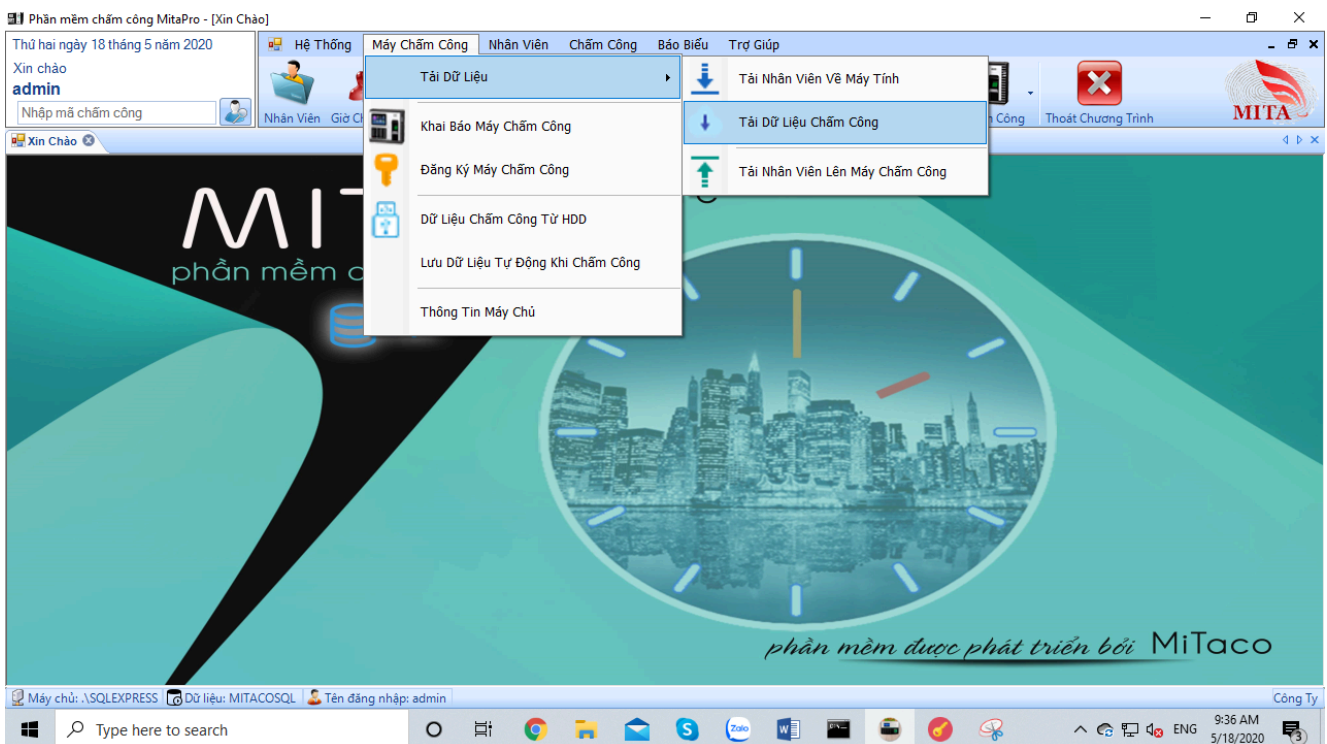 Phần mềm chấm công MitaPro - [Xin Chào]
Thứ hai ngày 18 tháng 5 năm 2020
Hệ Thống Máy Chấm Công Nhân Viên Chấm Công Báo Biểu Trợ Giúp
Xin chào
admin
Nhập mã chấm công
Nhân Viên Giờ Công Thoát Chương Trình
MITA
Xin Chào
Tải Dữ Liệu
Khai Báo Máy Chấm Công
Đăng Ký Máy Chấm Công
Dữ Liệu Chấm Công Từ HDD
Lưu Dữ Liệu Tự Động Khi Chấm Công
Thông Tin Máy Chủ
Tải Nhân Viên Về Máy Tính
Tải Dữ Liệu Chấm Công
Tải Nhân Viên Lên Máy Chấm Công
MIT
phần mềm c
phần mềm được phát triển bởi MiTaco
Máy chủ: .\SQLEXPRESS Dữ liệu: MITACOSQL Tên đăng nhập: admin Công Ty
Type here to search
Zalo
ENG
9:36 AM
5/18/2020
3